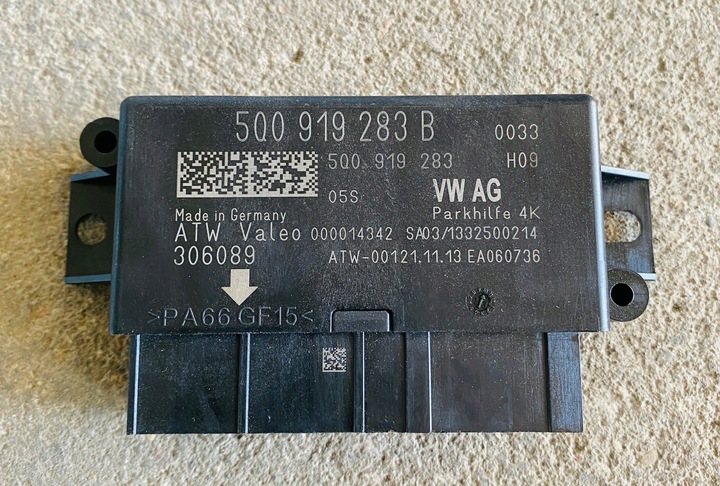 5Q0 919 283 B 0033
5Q0 919 283 H09
05S VW AG
Parkhilfe 4K
Made in Germany
ATW Valeo 000014342 SA03/1332500214
306089 ATW-00121.11.13 EA060736
>PA66 GF15<